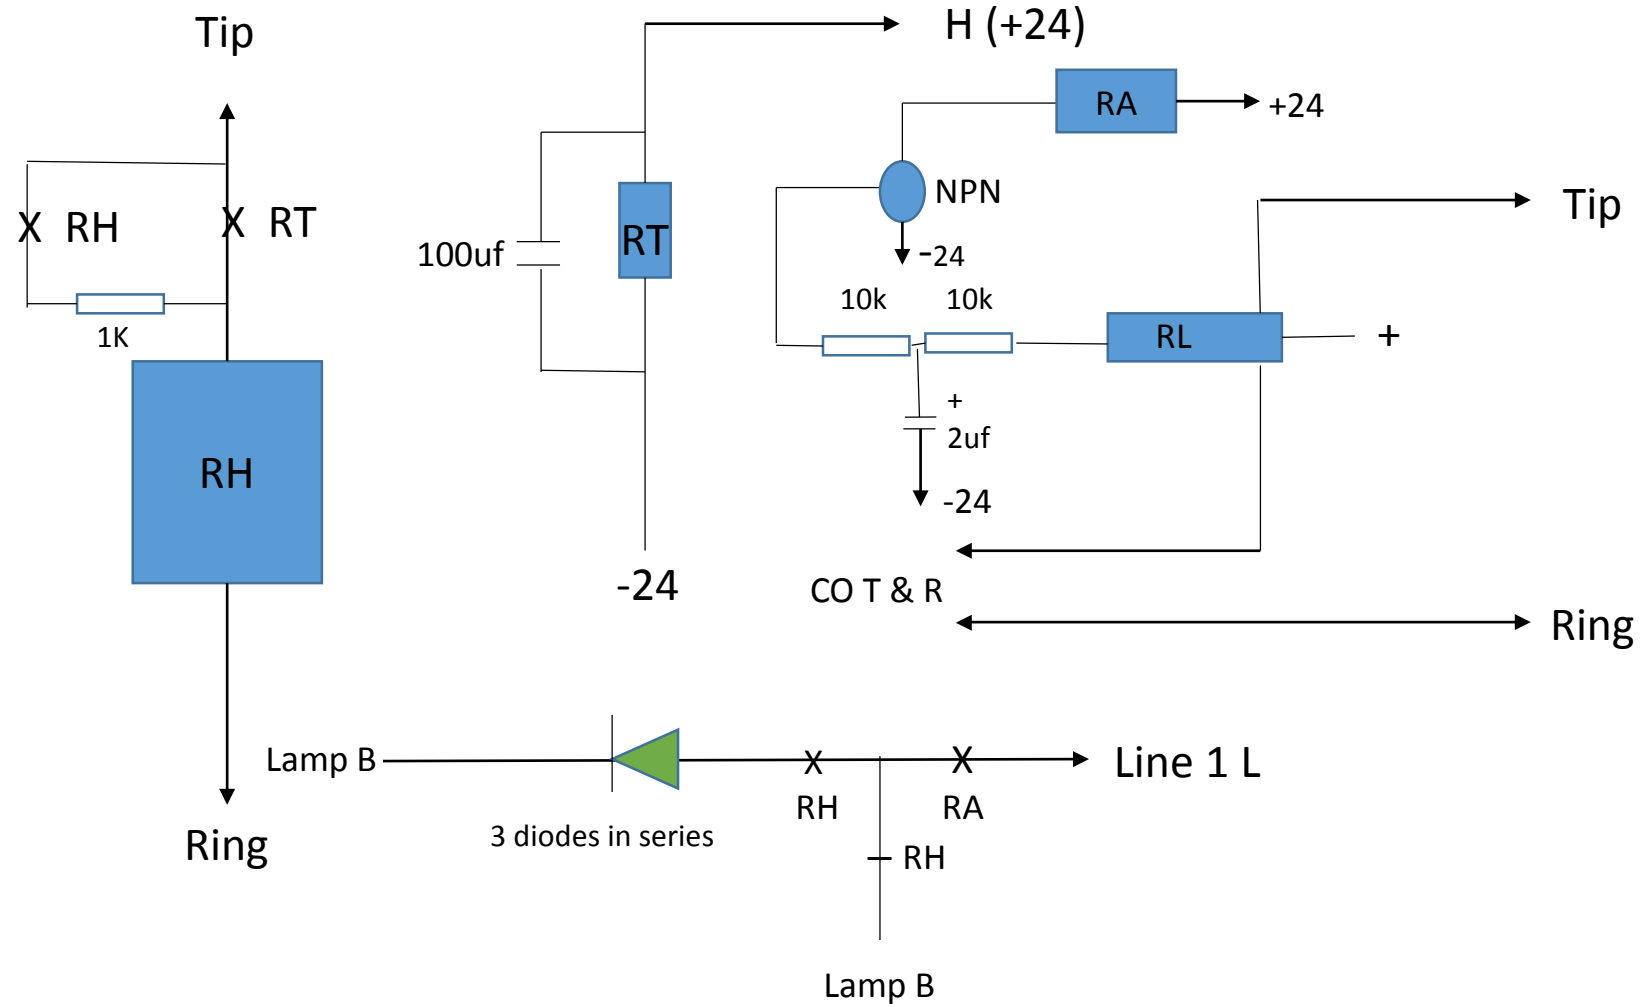 Tip
H (+24)
RA
+24
X RH
X RT
NPN
Tip
100uf
RT
-24
10k
10k
1K
RL
+
+
2uf
RH
-24
-24
CO T & R
Ring
Lamp B
X
X
Line 1 L
RH
RA
3 diodes in series
RH
Ring
Lamp B